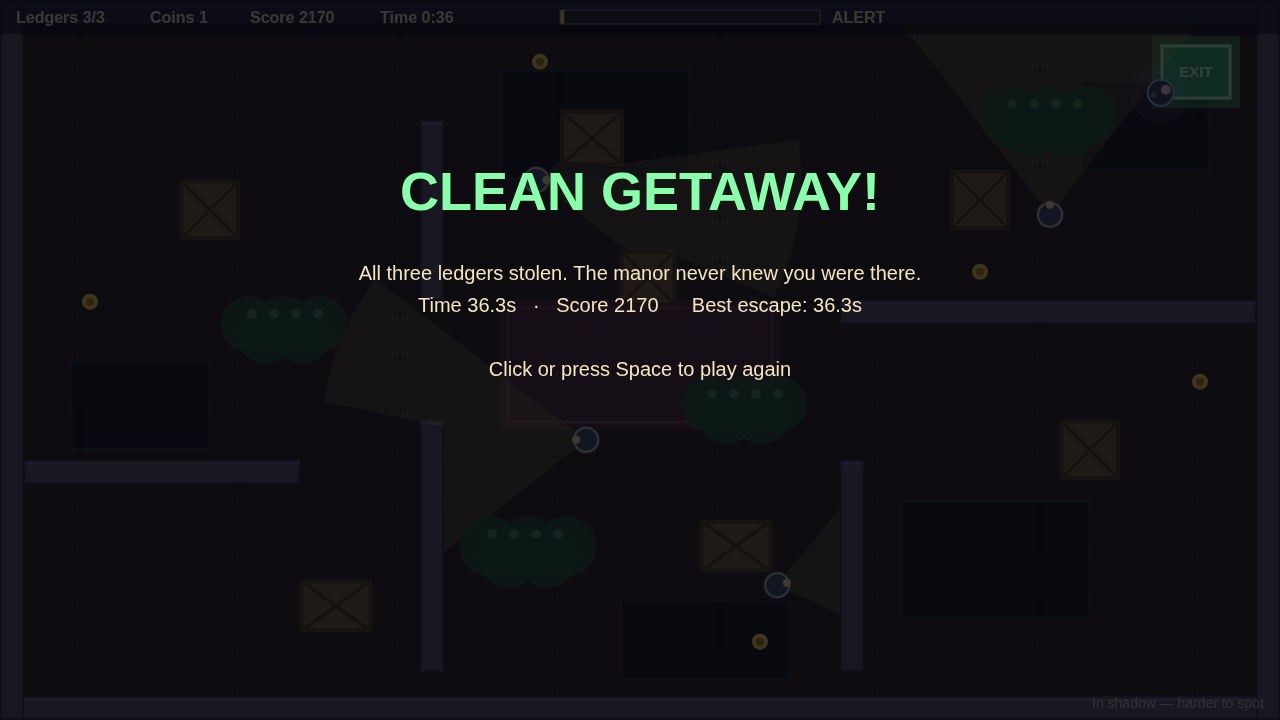 Ledgers 3/3 Coins 1 Score 2170 Time 0:36 ALERT
EXIT
CLEAN GETAWAY!
All three ledgers stolen. The manor never knew you were there.
Time 36.3s · Score 2170 Best escape: 36.3s
Click or press Space to play again
In shadow — harder to spot